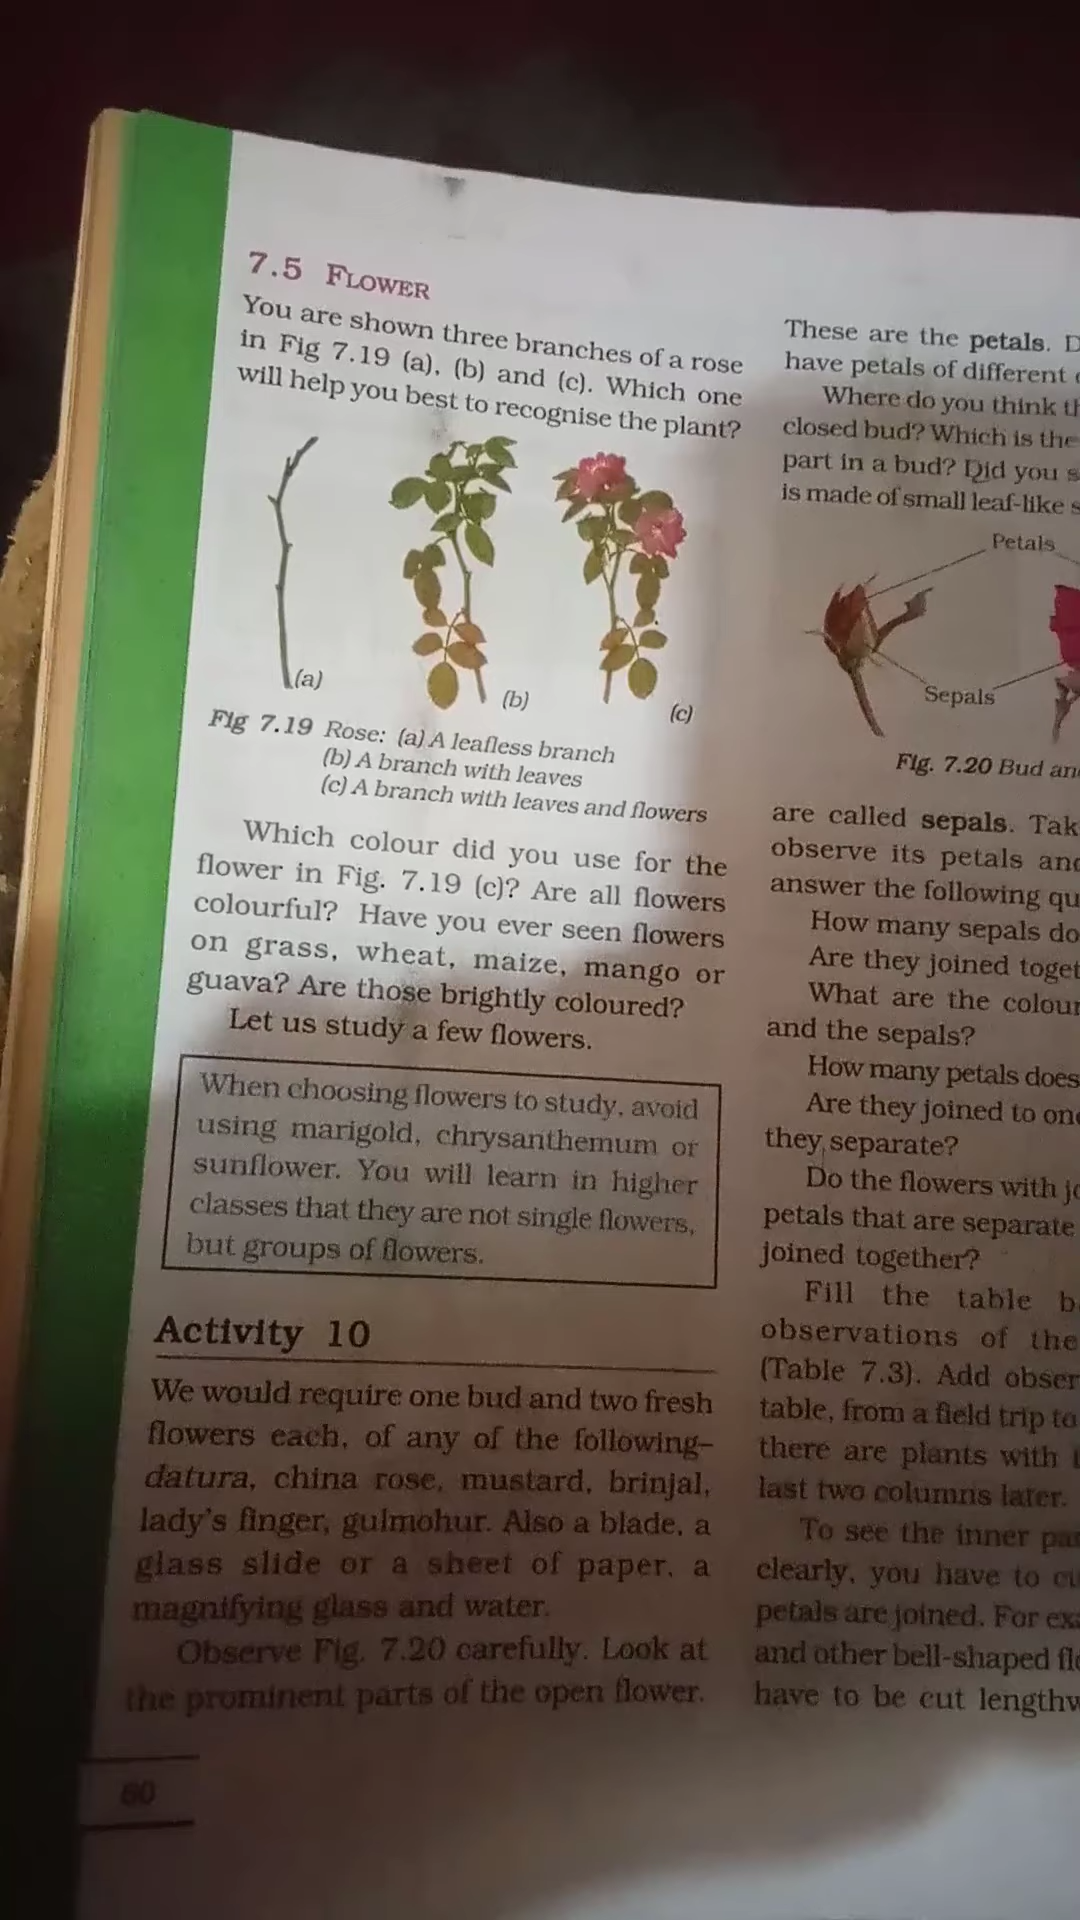 7.5 FLOWER
You are shown three branches of a rose
in Fig 7.19 (a), (b) and (c). Which one
will help you best to recognise the plant?
(a)
(b)
(c)
Fig 7.19 Rose: (a) A leafless branch
(b) A branch with leaves
(c) A branch with leaves and flowers
Which colour did you use for the
flower in Fig. 7.19 (c)? Are all flowers
colourful? Have you ever seen flowers
on grass, wheat, maize, mango or
guava? Are those brightly coloured?
Let us study a few flowers.
When choosing flowers to study, avoid
using marigold, chrysanthemum or
sunflower. You will learn in higher
classes that they are not single flowers,
but groups of flowers.
Activity 10
We would require one bud and two fresh
flowers each, of any of the following–
datura, china rose, mustard, brinjal,
lady's finger, gulmohur. Also a blade, a
glass slide or a sheet of paper, a
magnifying glass and water.
Observe Fig. 7.20 carefully. Look at
the prominent parts of the open flower.
60
These are the petals.
have petals of different
Where do you think
closed bud? Which is the
part in a bud? Did you
is made of small leaf-like
Petals
Sepals
Fig. 7.20 Bud
are called sepals.
observe its petals
answer the following
How many sepals do
Are they joined
What are the
and the sepals?
How many petals does
Are they joined to
they separate?
Do the flowers with
petals that are separate
joined together?
Fill the table
observations of the
(Table 7.3). Add
table, from a field trip
there are plants with
last two columns later.
To see the inner
clearly, you have to
petals are joined. For
and other bell-shaped
have to be cut